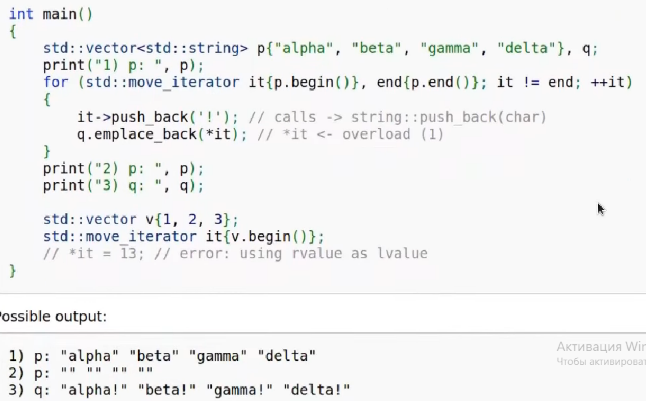 int main()
{
    std::vector<std::string> p{"alpha", "beta", "gamma", "delta"}, q;
    print("1) p: ", p);
    for (std::move_iterator it{p.begin()}, end{p.end()}; it != end; ++it)
    {
        it->push_back('!'); // calls -> string::push_back(char)
        q.emplace_back(*it); // *it <- overload (1)
    }
    print("2) p: ", p);
    print("3) q: ", q);

    std::vector v{1, 2, 3};
    std::move_iterator it{v.begin()};
    // *it = 13; // error: using rvalue as lvalue
}
ossible output:
1) p: "alpha" "beta" "gamma" "delta"
2) p: "" "" "" ""
3) q: "alpha!" "beta!" "gamma!" "delta!"
Активация Win
Чтобы активироват